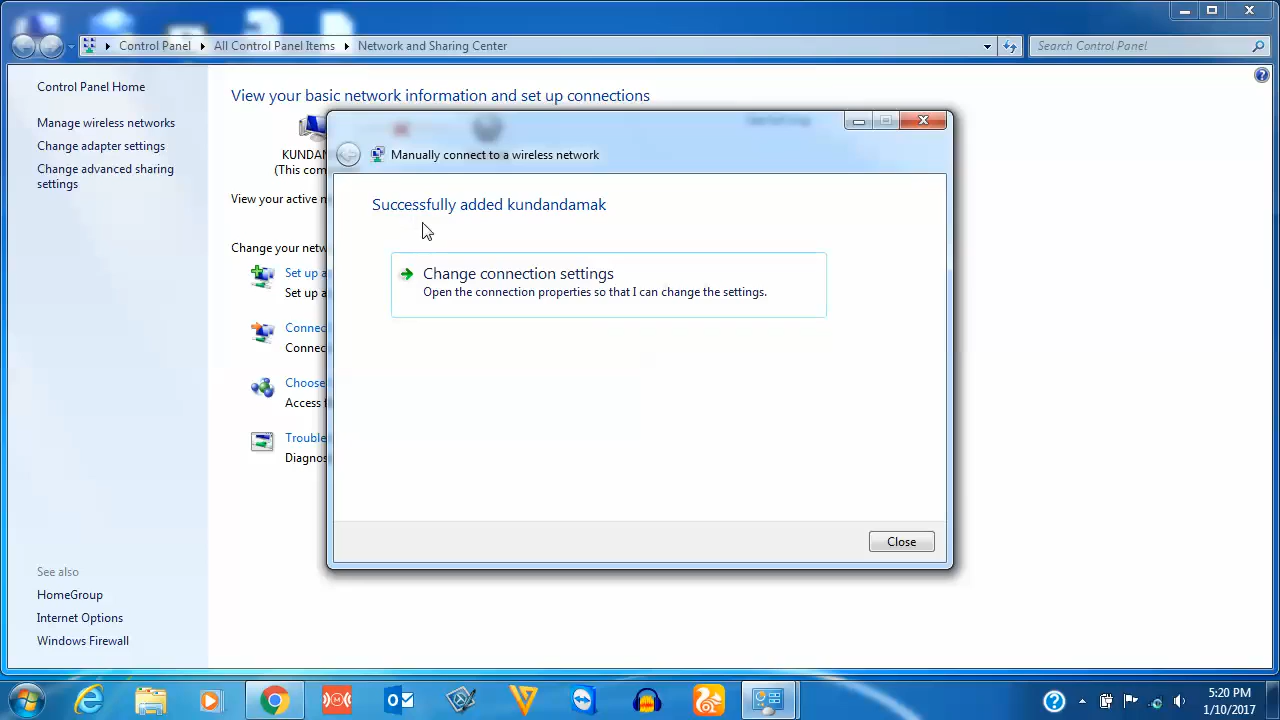 Control Panel
All Control Panel Items
Network and Sharing Center
Search Control Panel
Control Panel Home
Manage wireless networks
Change adapter settings
Change advanced sharing
settings
See also
HomeGroup
Internet Options
Windows Firewall
View your basic network information and set up connections
KUNDAN
(This com
View your active n
Change your netw
Set up a
Set up a
Connec
Connec
Choose
Access t
Trouble
Diagnos
Manually connect to a wireless network
Successfully added kundandamak
Change connection settings
Open the connection properties so that I can change the settings.
Close
5:20 PM
1/10/2017